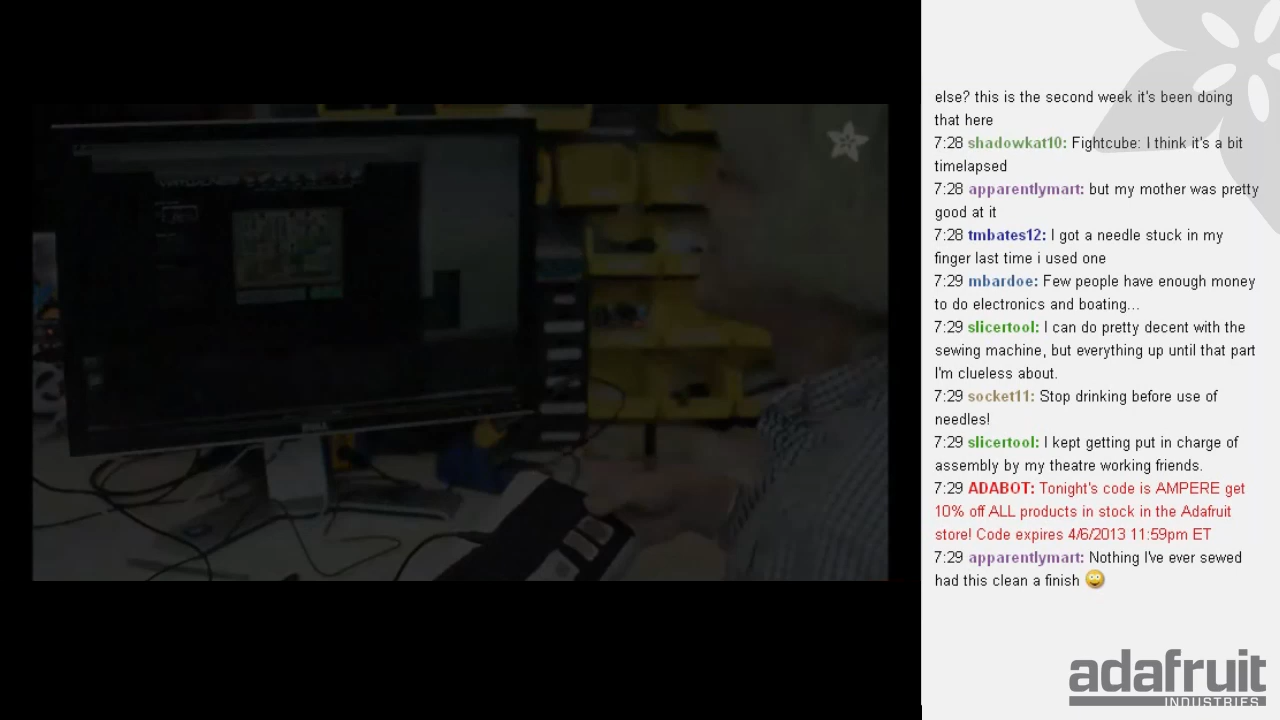 else? this is the second week it's been doing
that here
7:28 shadowkat10: Fightcube: I think it's a bit
timelapsed
7:28 apparentlymart: but my mother was pretty
good at it
7:28 tmbates12: I got a needle stuck in my
finger last time i used one
7:29 mbardoe: Few people have enough money
to do electronics and boating...
7:29 slicertool: I can do pretty decent with the
sewing machine, but everything up until that part
I'm clueless about.
7:29 socket11: Stop drinking before use of
needles!
7:29 slicertool: I kept getting put in charge of
assembly by my theatre working friends.
7:29 ADABOT: Tonight's code is AMPERE get
10% off ALL products in stock in the Adafruit
store! Code expires 4/6/2013 11:59pm ET
7:29 apparentlymart: Nothing I've ever sewed
had this clean a finish
adafruit
INDUSTRIES